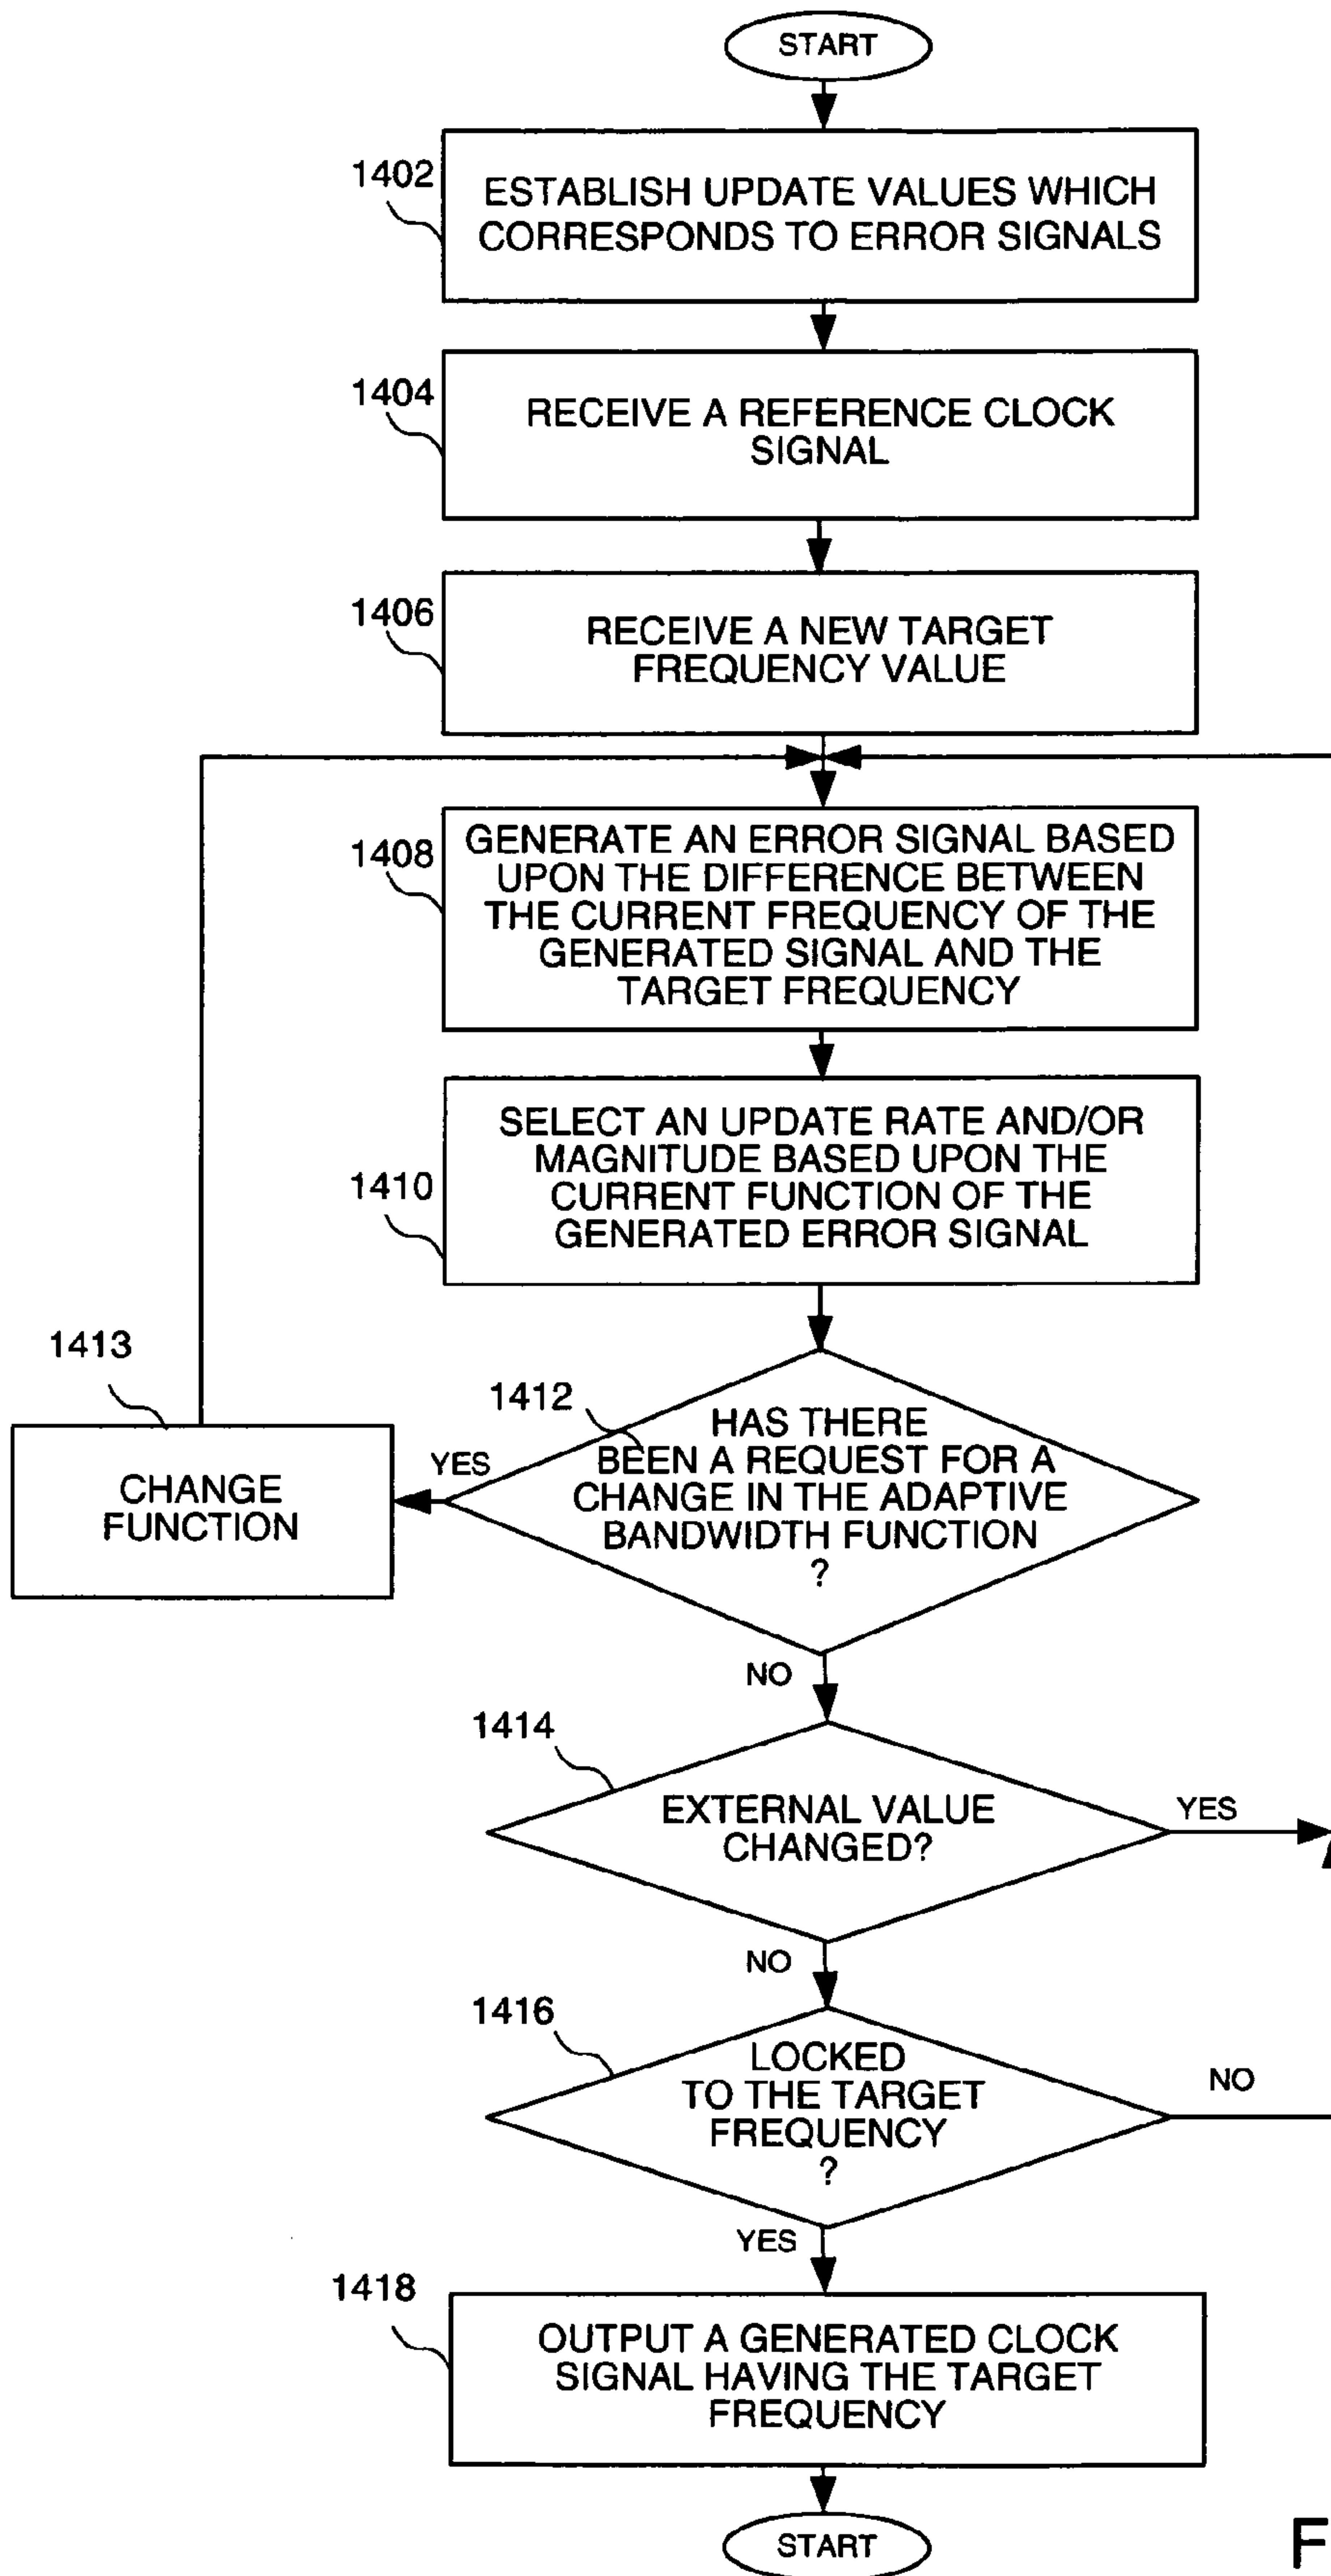 START
1402
ESTABLISH UPDATE VALUES WHICH
CORRESPONDS TO ERROR SIGNALS
1404
RECEIVE A REFERENCE CLOCK
SIGNAL
1406
RECEIVE A NEW TARGET
FREQUENCY VALUE
1408
GENERATE AN ERROR SIGNAL BASED
UPON THE DIFFERENCE BETWEEN
THE CURRENT FREQUENCY OF THE
GENERATED SIGNAL AND THE
TARGET FREQUENCY
1410
SELECT AN UPDATE RATE AND/OR
MAGNITUDE BASED UPON THE
CURRENT FUNCTION OF THE
GENERATED ERROR SIGNAL
1413
CHANGE
FUNCTION
YES
1412
HAS THERE
BEEN A REQUEST FOR A
CHANGE IN THE ADAPTIVE
BANDWIDTH FUNCTION
?
NO
1414
EXTERNAL VALUE
CHANGED?
YES
NO
1416
LOCKED
TO THE TARGET
FREQUENCY
?
NO
YES
1418
OUTPUT A GENERATED CLOCK
SIGNAL HAVING THE TARGET
FREQUENCY
START
F